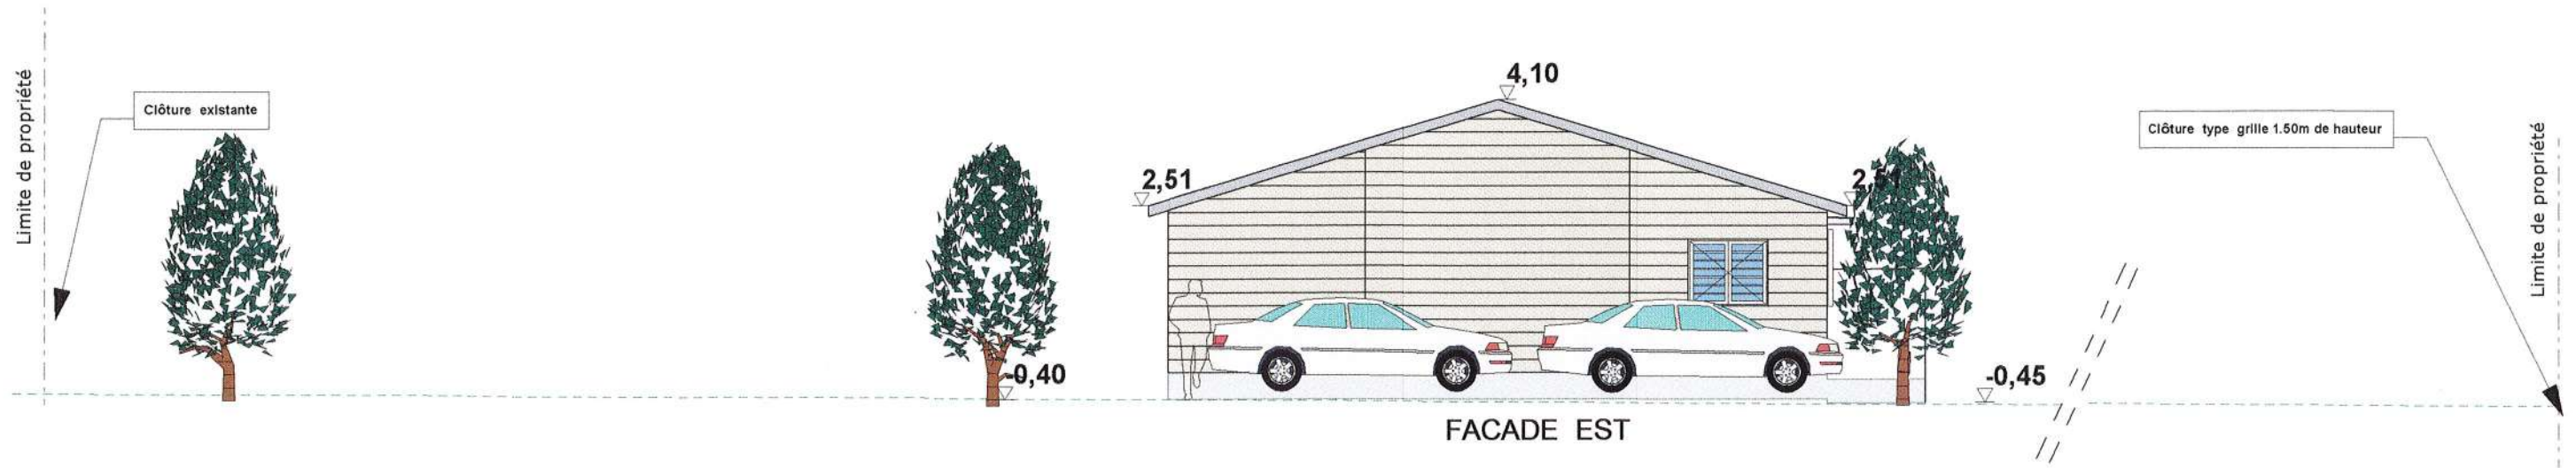 Limite de propriété
Clôture existante
2,51
4,10
2,51
Clôture type grille 1.50m de hauteur
Limite de propriété
-0,40
-0,45
FACADE EST